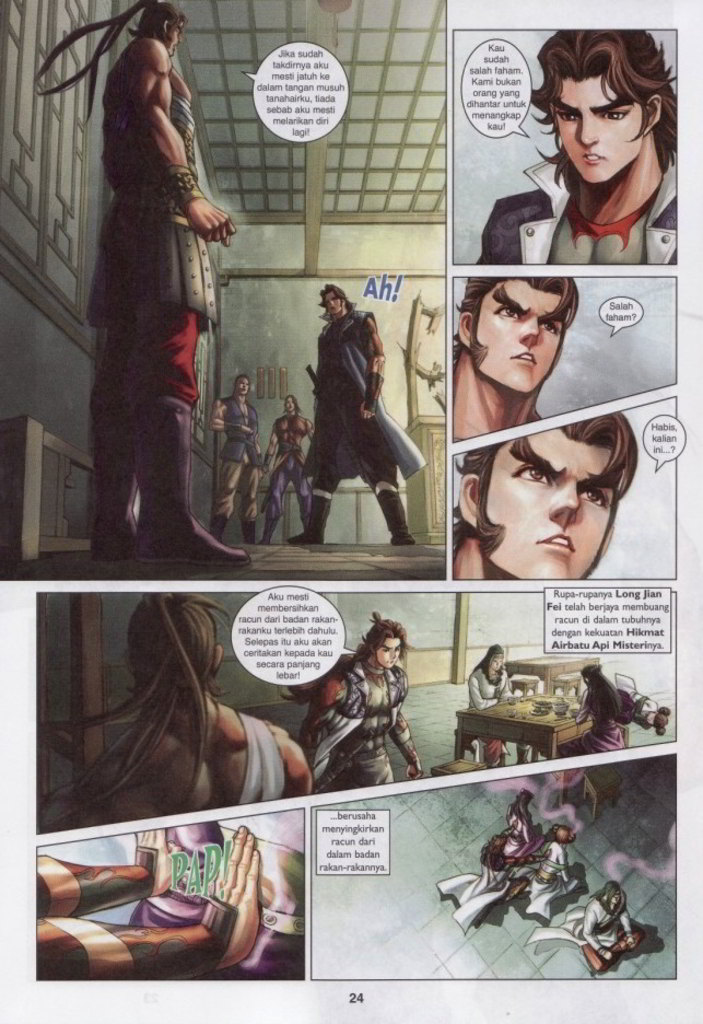 Jika sudah
takdirnya aku
mesti jatuh ke
dalam tangan musuh
tanahairku, tiada
sebab aku mesti
melarikan diri
lagi!
Ah!
Kau
sudah
salah faham.
Kami bukan
orang yang
dihantar untuk
menangkap
kau!
Salah
faham?
Habis,
kalian
ini...?
Aku mesti
membersihkan
racun dari badan rakan-
rakanku terlebih dahulu.
Selepas itu aku akan
ceritakan kepada kau
secara panjang
lebar!
Rupa-rupanya Long Jian
Fei telah berjaya membuang
racun di dalam tubuhnya
dengan kekuatan Hikmat
Airbatu Api Misterinya.
PAP!
...berusaha
menyingkirkan
racun dari
dalam badan
rakan-rakannya.
24